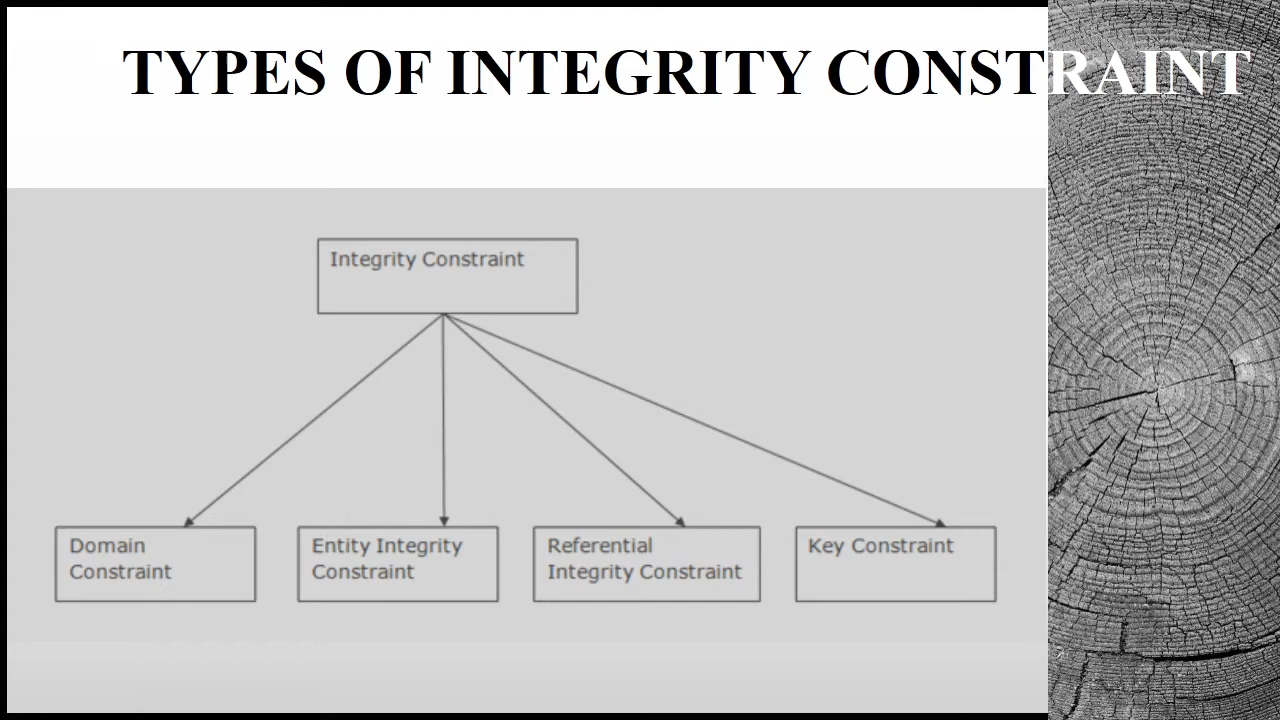 TYPES OF INTEGRITY CONSTRAINT
Integrity Constraint
Domain
Constraint
Entity Integrity
Constraint
Referential
Integrity Constraint
Key Constraint